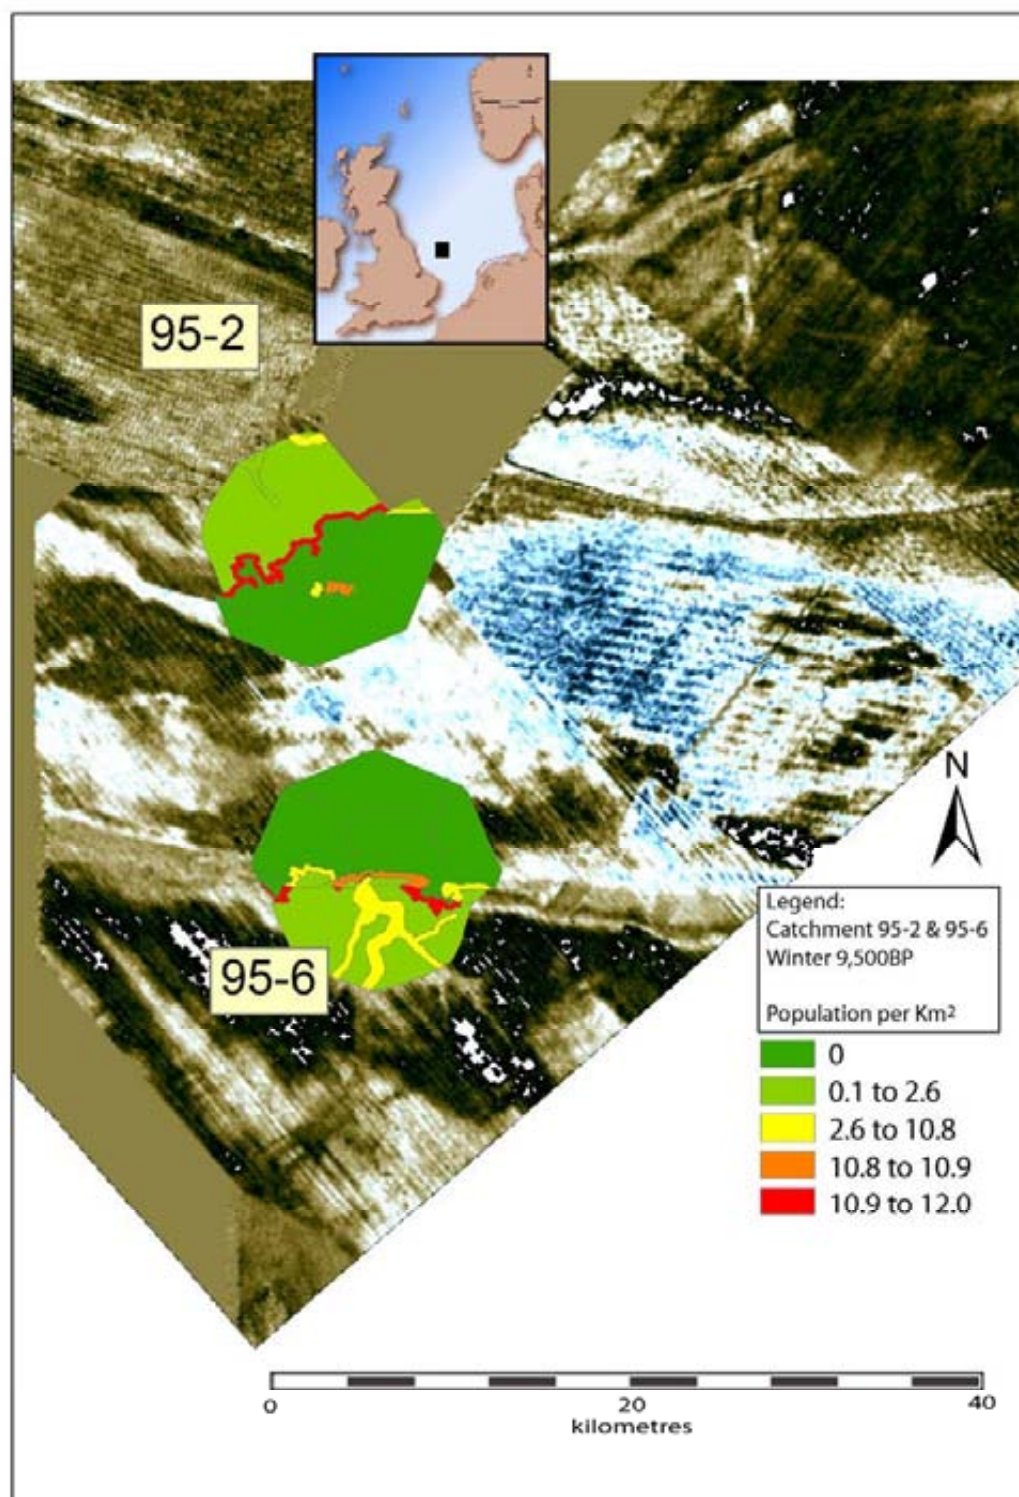 95-2
95-6
N
Legend:
Catchment 95-2 & 95-6
Winter 9,500BP
Population per Km²
0
0.1 to 2.6
2.6 to 10.8
10.8 to 10.9
10.9 to 12.0
0 20 40
kilometres